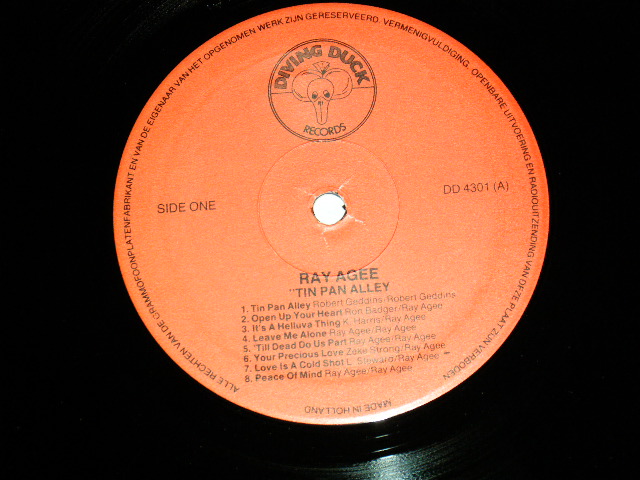 ALLE RECHTEN VAN DE GRAMMOFOONPLATENFABRIKANT EN VAN DE EIGENAAR VAN HET OPGENOMEN WERK ZIJN GERESERVEERD. VERMENIGVULDIGING, OPENBARE UITVOERING EN RADIOUITZENDING VAN DEZE PLAAT ZIJN VERBODEN
DIVING DUCK
RECORDS
SIDE ONE
DD 4301 (A)
RAY AGEE
"TIN PAN ALLEY
1. Tin Pan Alley Robert Geddins/Robert Geddins
2. Open Up Your Heart Ron Badger/Ray Agee
3. It's A Helluva Thing K. Harris/Ray Agee
4. Leave Me Alone Ray Agee/Ray Agee
5. 'Till Dead Do Us Part Ray Agee/Ray Agee
6. Your Precious Love Zeke Strong/Ray Agee
7. Love Is A Cold Shot L. Steward/Ray Agee
8. Peace Of Mind Ray Agee/Ray Agee
MADE IN HOLLAND